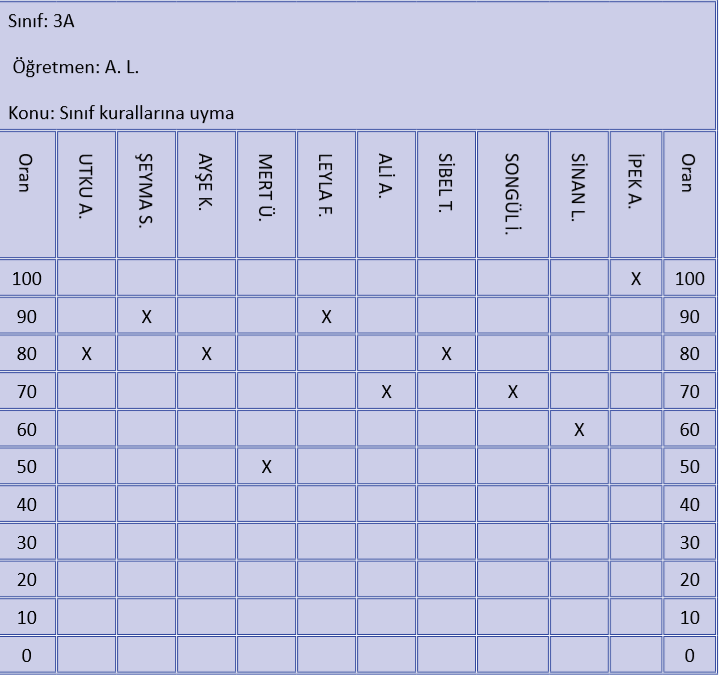 Sınıf: 3A
Öğretmen: A. L.
Konu: Sınıf kurallarına uyma
Oran UTKU A. ŞEYMA S. AYŞE K. MERT Ü. LEYLA F. ALİ A. SİBEL T. SONGÜL İ. SİNAN L. İPEK A. Oran
100 X 100
90 X X 90
80 X X X 80
70 X X 70
60 X 60
50 X 50
40 40
30 30
20 20
10 10
0 0